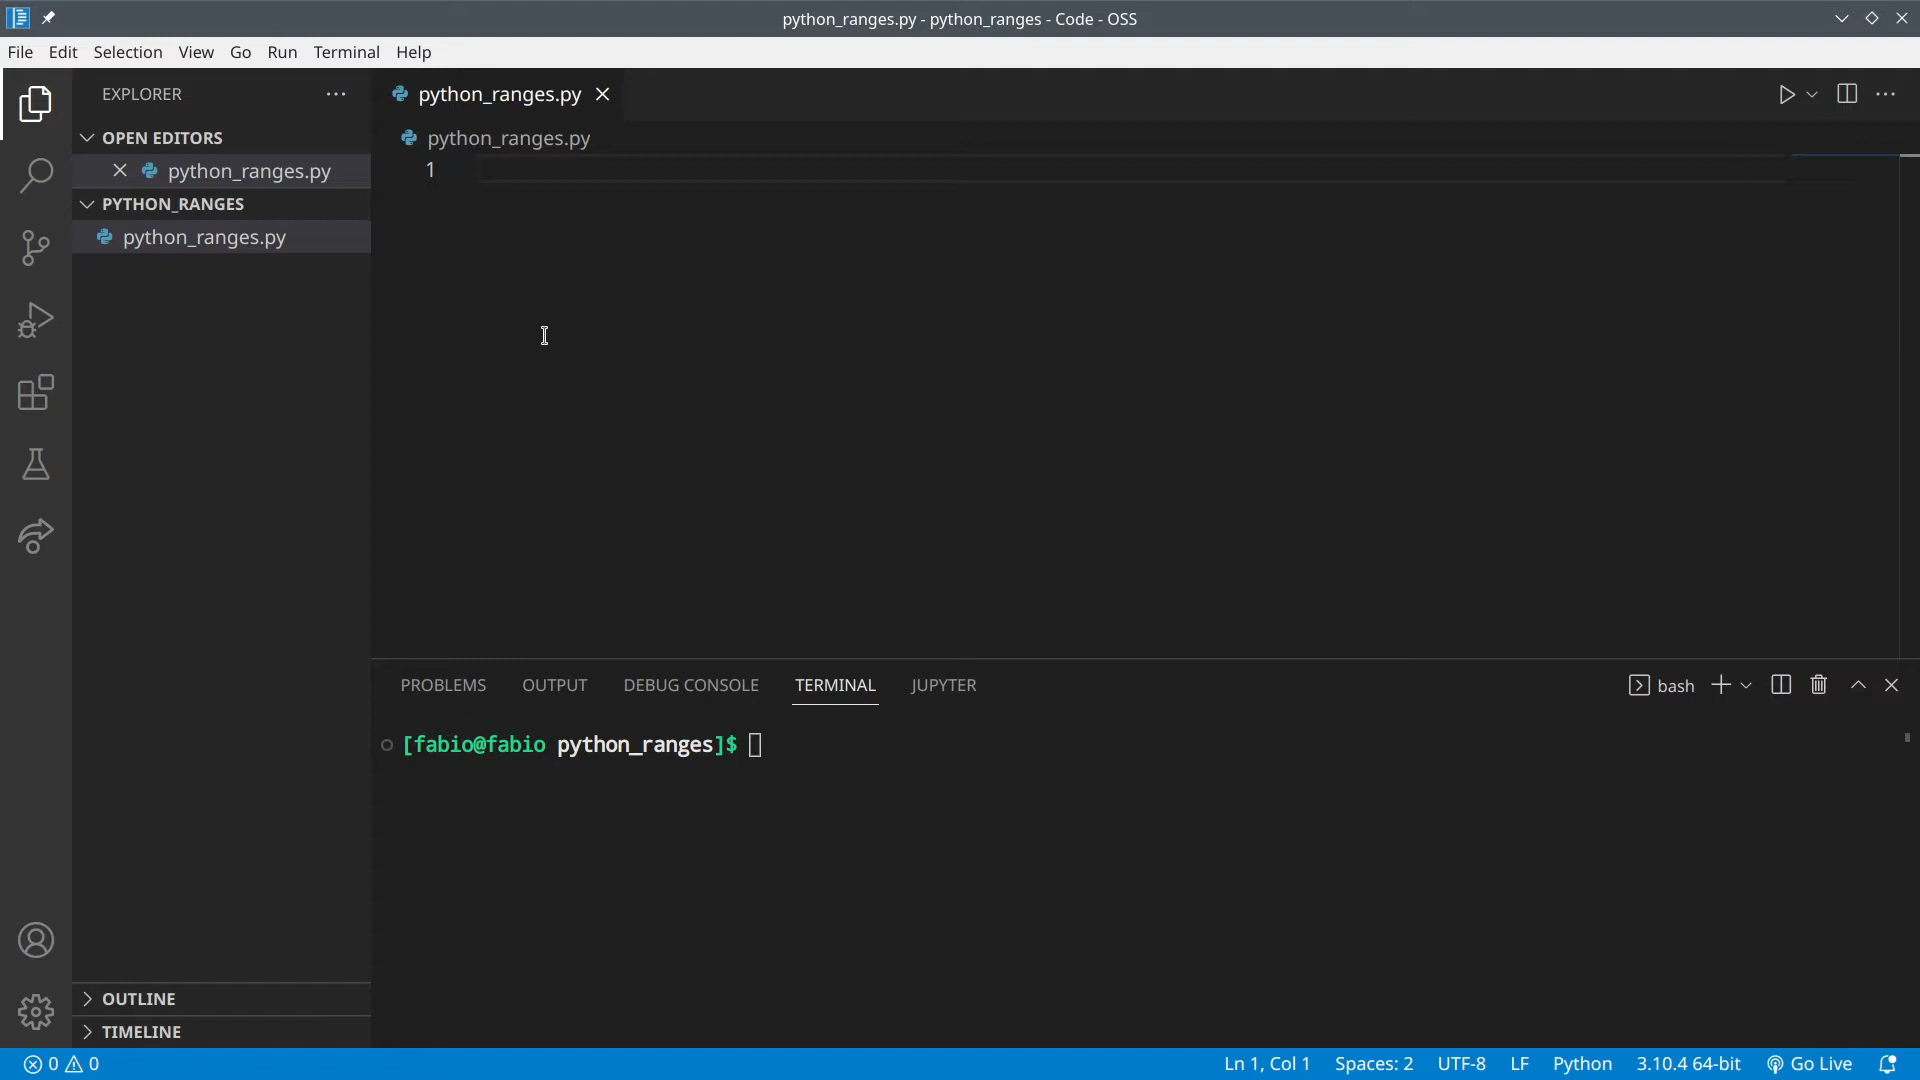 python_ranges.py - python_ranges - Code - OSS
File Edit Selection View Go Run Terminal Help
EXPLORER
python_ranges.py
OPEN EDITORS
python_ranges.py
python_ranges.py
1
PYTHON_RANGES
python_ranges.py
PROBLEMS OUTPUT DEBUG CONSOLE TERMINAL JUPYTER
bash
[fabio@fabio python_ranges]$
OUTLINE
TIMELINE
0 0 Ln 1, Col 1 Spaces: 2 UTF-8 LF Python 3.10.4 64-bit Go Live